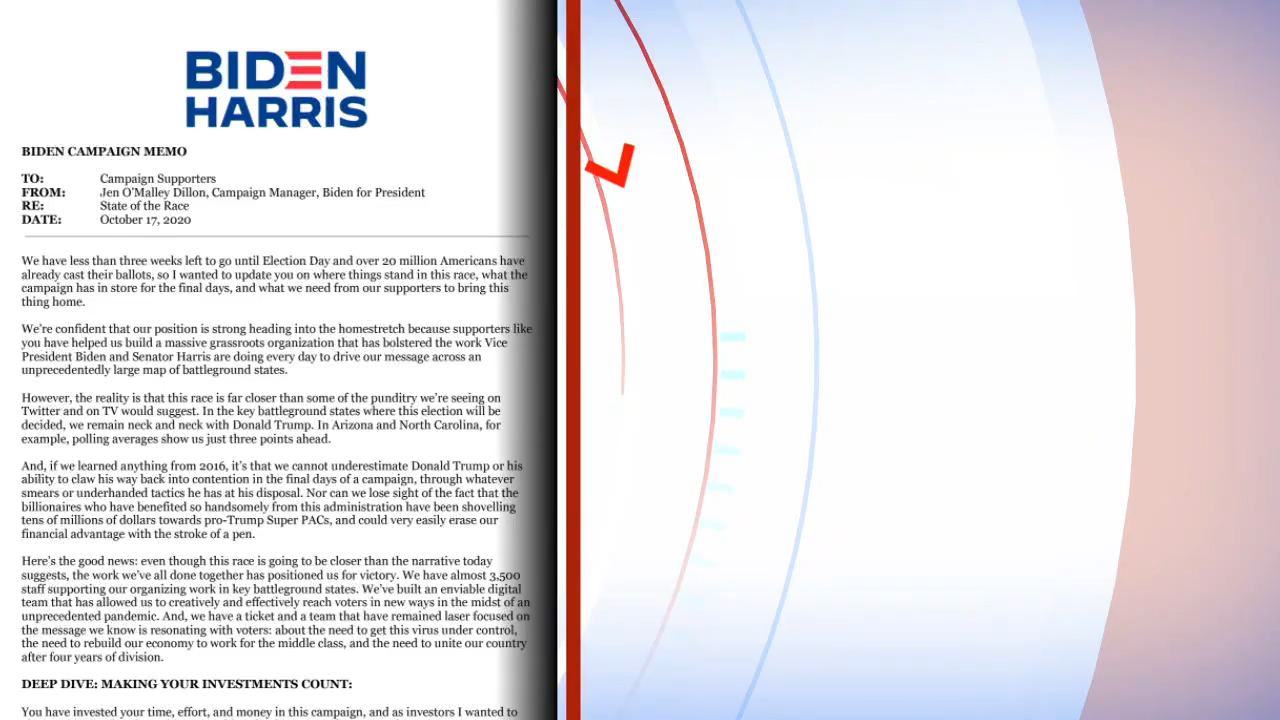 BIDEN
HARRIS
BIDEN CAMPAIGN MEMO
TO: Campaign Supporters
FROM: Jen O'Malley Dillon, Campaign Manager, Biden for President
RE: State of the Race
DATE: October 17, 2020
We have less than three weeks left to go until Election Day and over 20 million Americans have
already cast their ballots, so I wanted to update you on where things stand in this race, what the
campaign has in store for the final days, and what we need from our supporters to bring this
thing home.
We're confident that our position is strong heading into the homestretch because supporters like
you have helped us build a massive grassroots organization that has bolstered the work Vice
President Biden and Senator Harris are doing every day to drive our message across an
unprecedentedly large map of battleground states.
However, the reality is that this race is far closer than some of the punditry we're seeing on
Twitter and on TV would suggest. In the key battleground states where this election will be
decided, we remain neck and neck with Donald Trump. In Arizona and North Carolina, for
example, polling averages show us just three points ahead.
And, if we learned anything from 2016, it's that we cannot underestimate Donald Trump or his
ability to claw his way back into contention in the final days of a campaign, through whatever
smears or underhanded tactics he has at his disposal. Nor can we lose sight of the fact that the
billionaires who have benefited so handsomely from this administration have been shovelling
tens of millions of dollars towards pro-Trump Super PACs, and could very easily erase our
financial advantage with the stroke of a pen.
Here's the good news: even though this race is going to be closer than the narrative today
suggests, the work we've all done together has positioned us for victory. We have almost 3,500
staff supporting our organizing work in key battleground states. We've built an enviable digital
team that has allowed us to creatively and effectively reach voters in new ways in the midst of an
unprecedented pandemic. And, we have a ticket and a team that have remained laser focused on
the message we know is resonating with voters: about the need to get this virus under control,
the need to rebuild our economy to work for the middle class, and the need to unite our country
after four years of division.
DEEP DIVE: MAKING YOUR INVESTMENTS COUNT:
You have invested your time, effort, and money in this campaign, and as investors I wanted to